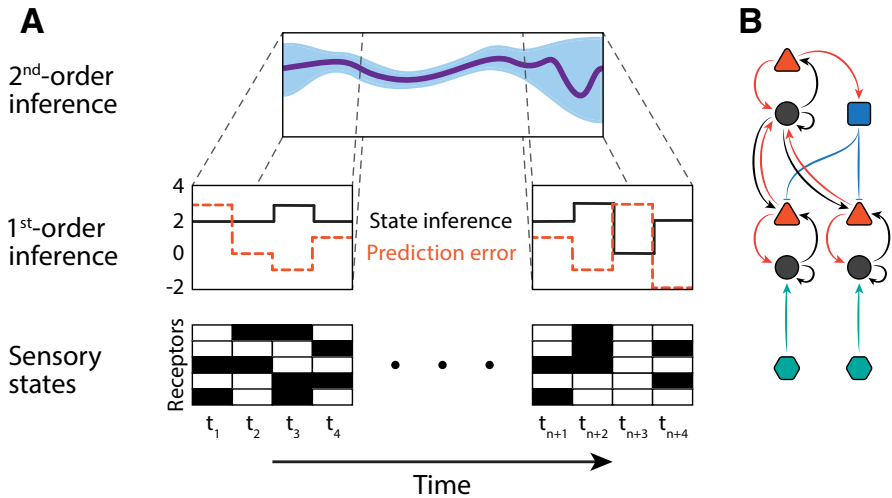 A
B
2nd-order
inference
1st-order
inference
4
2
0
-2
State inference
Prediction error
Sensory
states
Receptors
t1 t2 t3 t4
tn+1 tn+2 tn+3 tn+4
Time